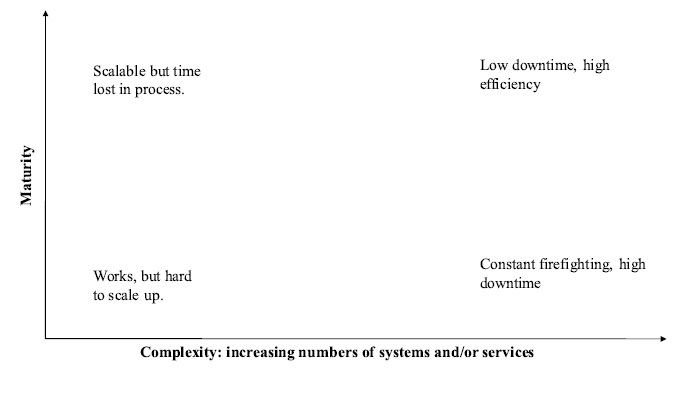 Scalable but time
lost in process.
Low downtime, high
efficiency
Maturity
Works, but hard
to scale up.
Constant firefighting, high
downtime
Complexity: increasing numbers of systems and/or services